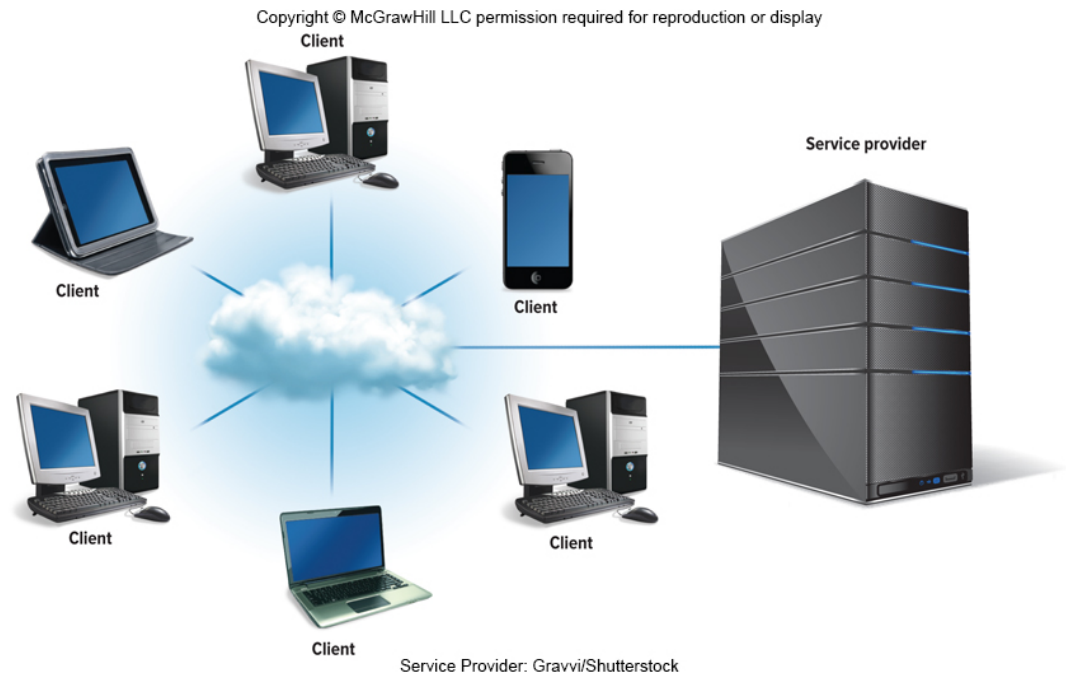 Copyright © McGrawHill LLC permission required for reproduction or display
Client
Service provider
Client
Client
Client
Client
Client
Service Provider: Gravvi/Shutterstock